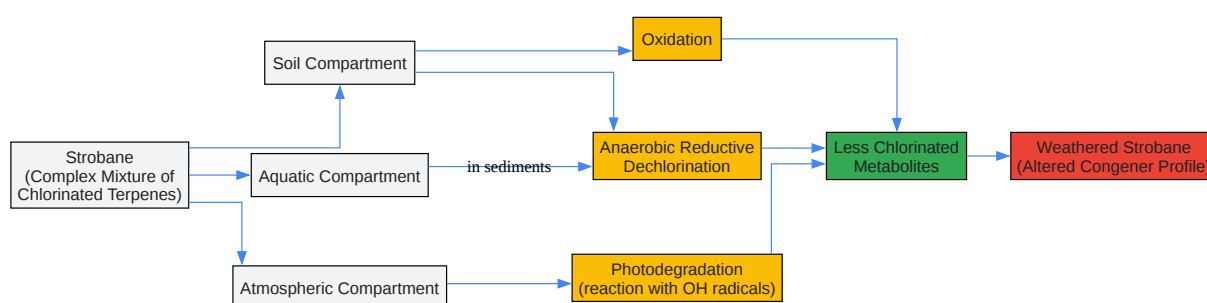 Strobane
(Complex Mixture of
Chlorinated Terpenes)
Soil Compartment
Aquatic Compartment
Atmospheric Compartment
in sediments
Oxidation
Anaerobic Reductive
Dechlorination
Photodegradation
(reaction with OH radicals)
Less Chlorinated
Metabolites
Weathered Strobane
(Altered Congener Profile)